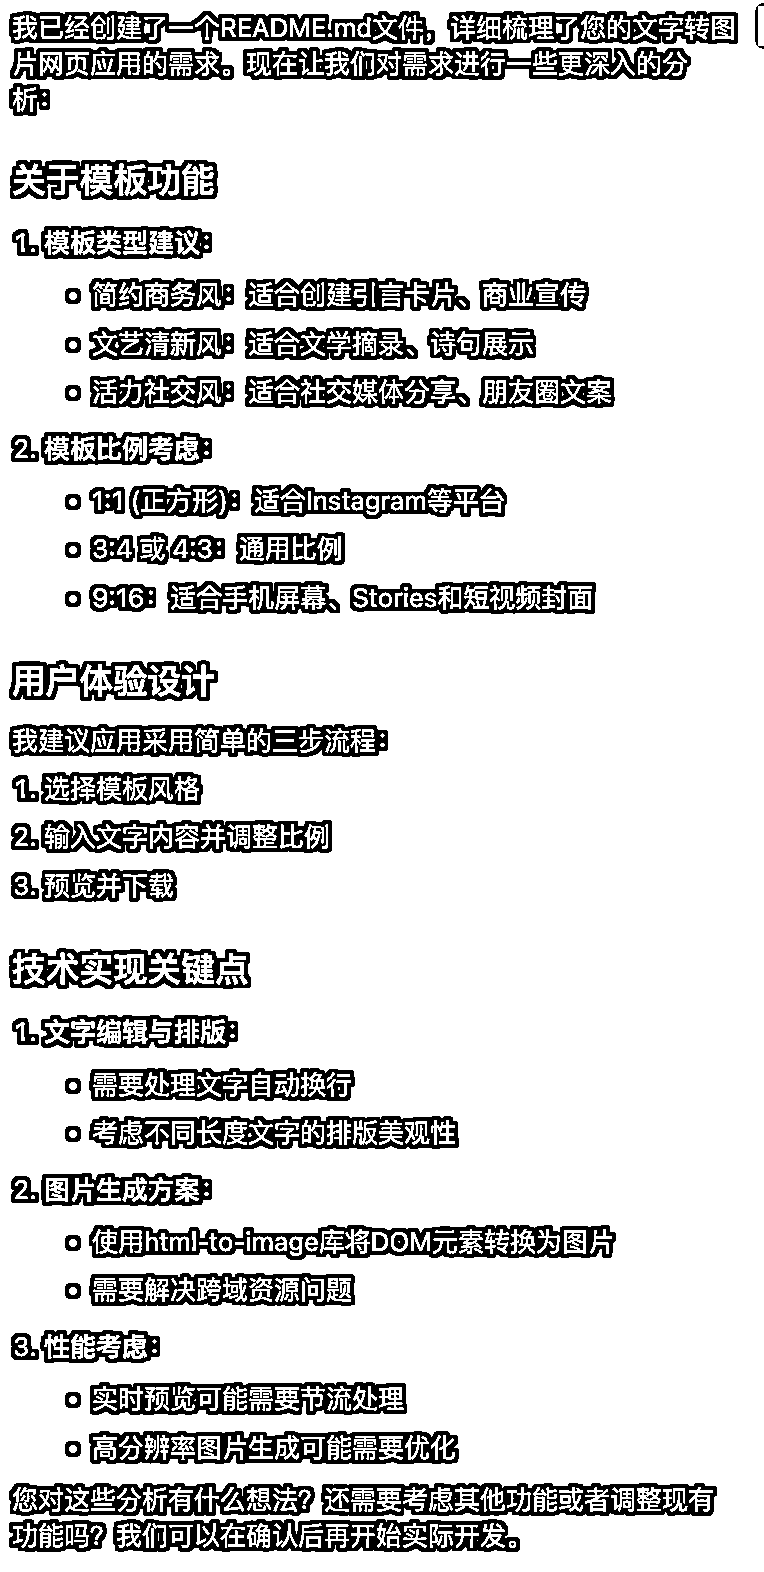 我已经创建了一个README.md文件，详细梳理了您的文字转图
片网页应用的需求。现在让我们对需求进行一些更深入的分
析：
关于模板功能
1. 模板类型建议：
简约商务风：适合创建引言卡片、商业宣传
文艺清新风：适合文学摘录、诗句展示
活力社交风：适合社交媒体分享、朋友圈文案
2. 模板比例考虑：
1:1 (正方形)：适合Instagram等平台
3:4 或 4:3：通用比例
9:16：适合手机屏幕、Stories和短视频封面
用户体验设计
我建议应用采用简单的三步流程：
1. 选择模板风格
2. 输入文字内容并调整比例
3. 预览并下载
技术实现关键点
1. 文字编辑与排版：
需要处理文字自动换行
考虑不同长度文字的排版美观性
2. 图片生成方案：
使用html-to-image库将DOM元素转换为图片
需要解决跨域资源问题
3. 性能考虑：
实时预览可能需要节流处理
高分辨率图片生成可能需要优化
您对这些分析有什么想法？还需要考虑其他功能或者调整现有
功能吗？我们可以在确认后再开始实际开发。